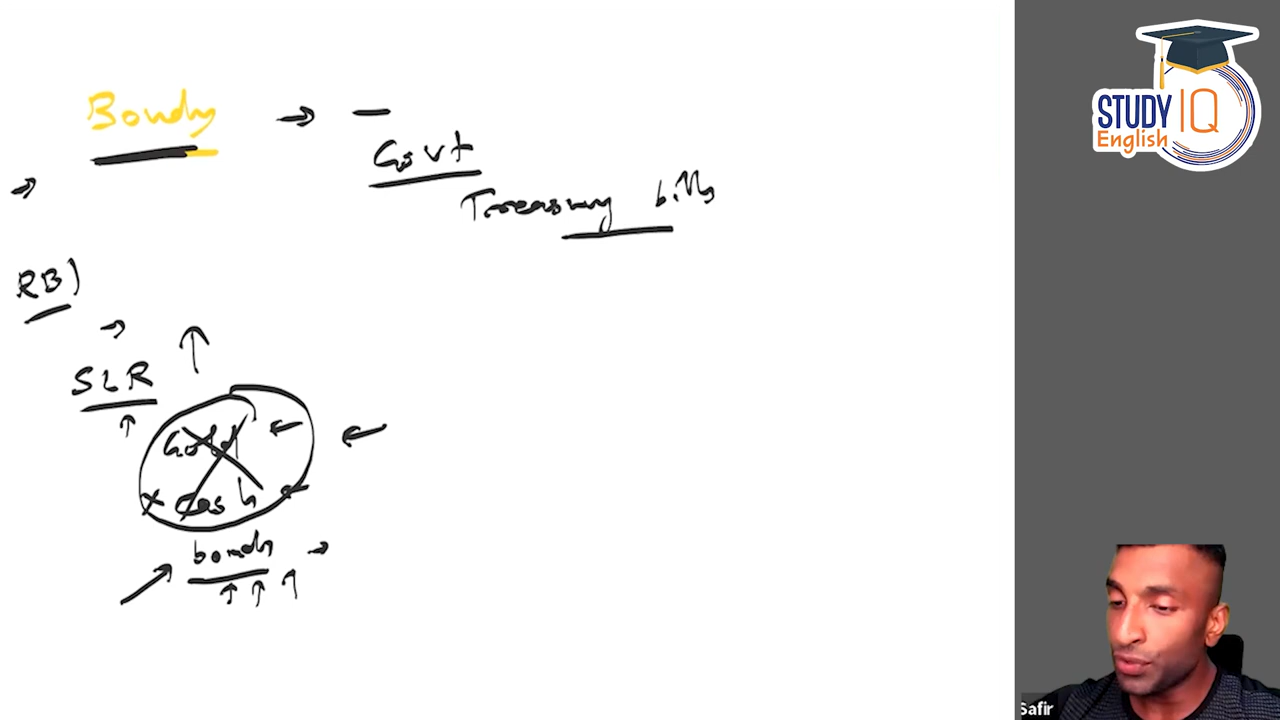 Bonds
Govt
Treasury bills
RBI
SLR
Gold
Cash
bonds
STUDY IQ
English
Safir